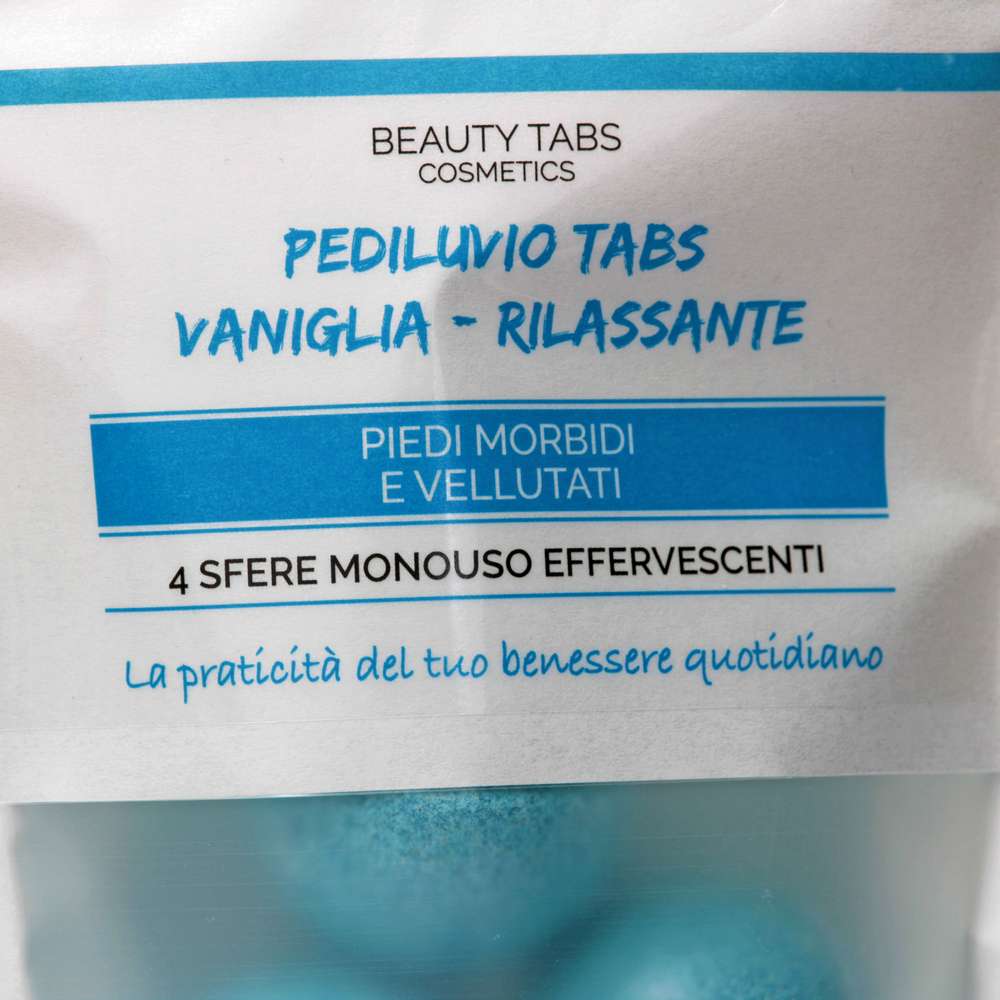 BEAUTY TABS
COSMETICS
PEDILUVIO TABS
VANIGLIA - RILASSANTE
PIEDI MORBIDI
E VELLUTATI
4 SFERE MONOUSO EFFERVESCENTI
La praticità del tuo benessere quotidiano